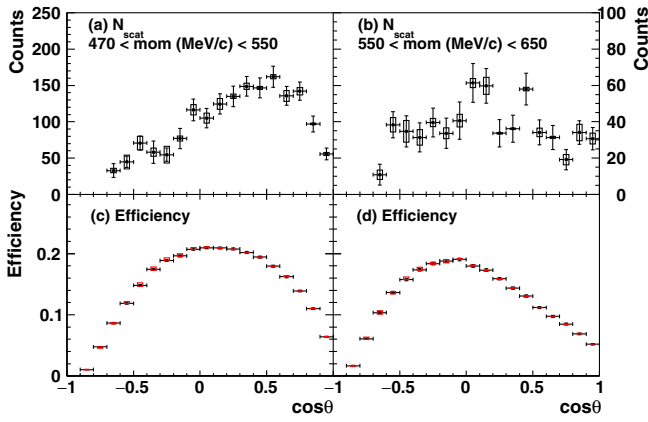 (a) N scat
470 < mom (MeV/c) < 550
(b) N scat
550 < mom (MeV/c) < 650
Counts
250
200
150
100
50
0
100
80
60
40
20
0
Counts
(c) Efficiency
(d) Efficiency
Efficiency
0.2
0.1
0
−1
−0.5
0
0.5
−1
−0.5
0
0.5
1
cosθ
cosθ